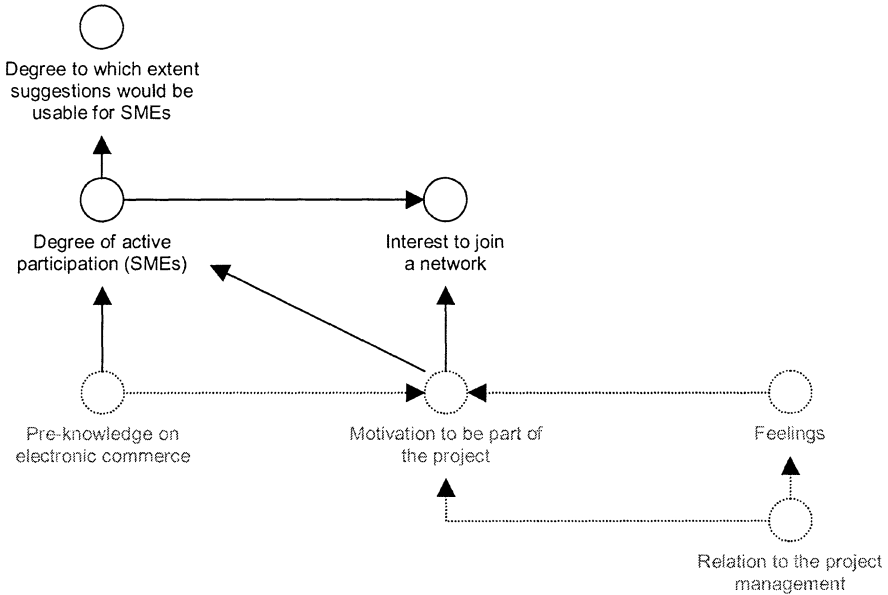 Degree to which extent
suggestions would be
usable for SMEs
Degree of active
participation (SMEs)
Interest to join
a network
Pre-knowledge on
electronic commerce
Motivation to be part of
the project
Feelings
Relation to the project
management